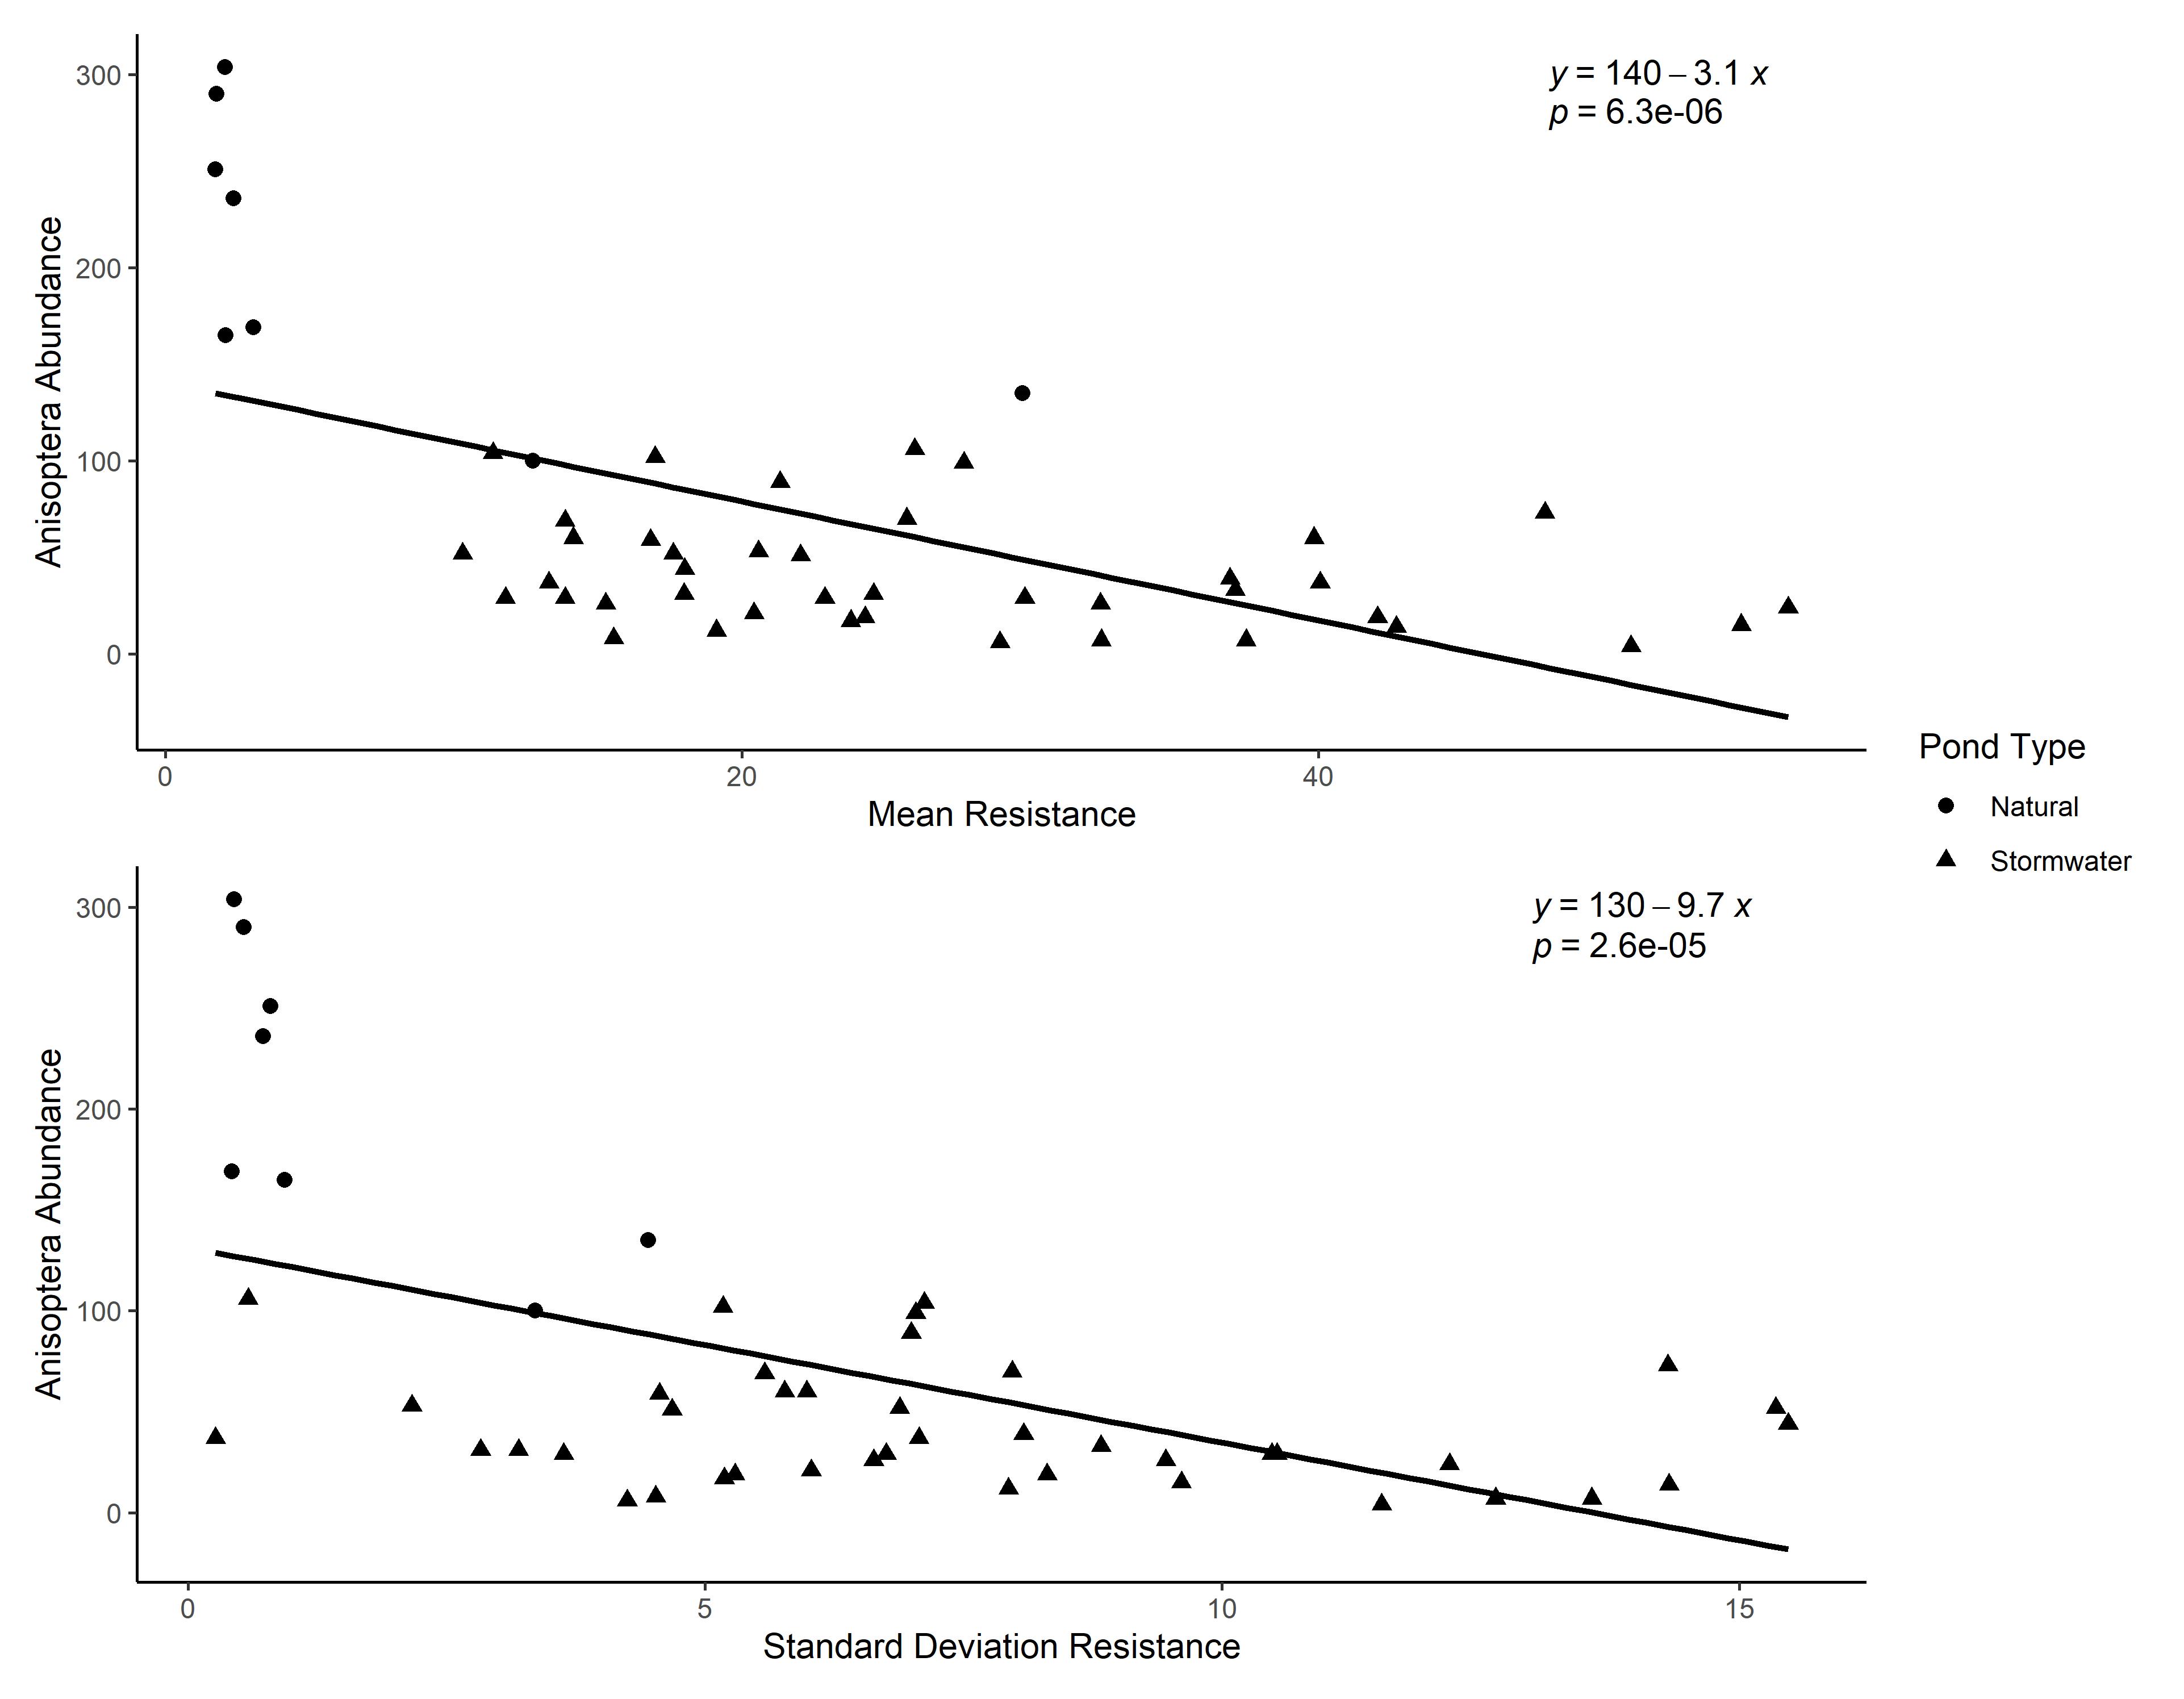 300
200
100
0
Anisoptera Abundance
y = 140 – 3.1 x
p = 6.3e-06
0 20 40
Mean Resistance
Pond Type
Natural
Stormwater
300
200
100
0
Anisoptera Abundance
y = 130 – 9.7 x
p = 2.6e-05
0 5 10 15
Standard Deviation Resistance